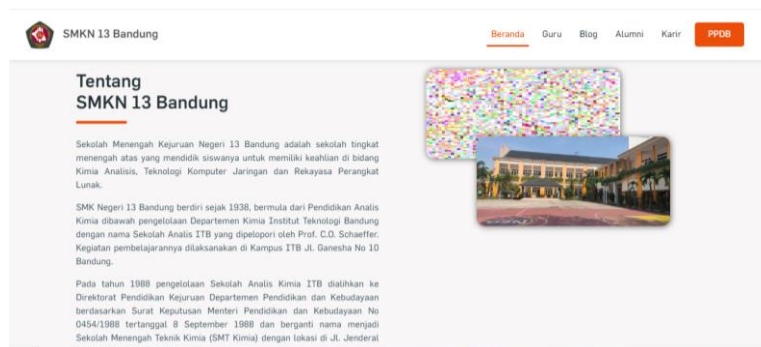 SMKN 13 Bandung
Beranda Guru Blog Alumni Karir PPDB
Tentang
SMKN 13 Bandung
Sekolah Menengah Kejuruan Negeri 13 Bandung adalah sekolah tingkat
menengah atas yang mendidik siswanya untuk memiliki keahlian di bidang
Kimia Analisis, Teknologi Komputer Jaringan dan Rekayasa Perangkat
Lunak.
SMK Negeri 13 Bandung berdiri sejak 1938, bermula dari Pendidikan Analis
Kimia dibawah pengelolaan Departemen Kimia Institut Teknologi Bandung
dengan nama Sekolah Analis ITB yang dipelopori oleh Prof. C.O. Schaeffer.
Kegiatan pembelajarannya dilaksanakan di Kampus ITB Jl. Ganesha No 10
Bandung.
Pada tahun 1988 pengelolaan Sekolah Analis Kimia ITB dialihkan ke
Direktorat Pendidikan Kejuruan Departemen Pendidikan dan Kebudayaan
berdasarkan Surat Keputusan Menteri Pendidikan dan Kebudayaan No
0454/1988 tertanggal 8 September 1988 dan berganti nama menjadi
Sekolah Menengah Teknik Kimia (SMT Kimia) dengan lokasi di Jl. Jenderal